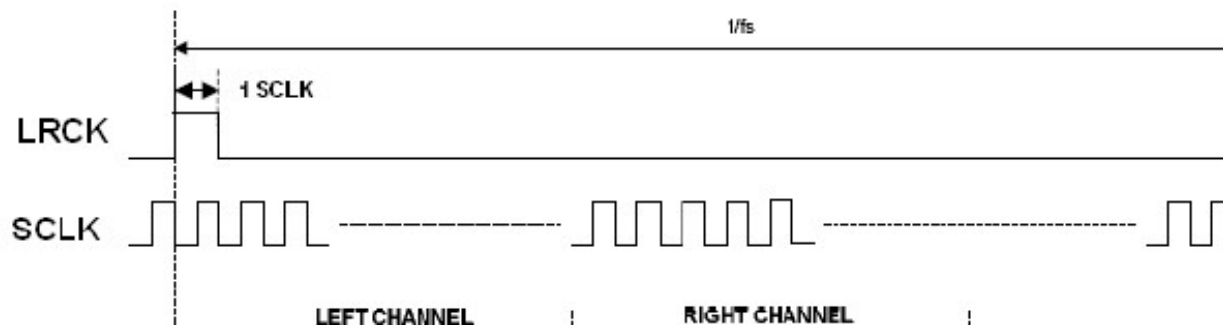 1/fs
1 SCLK
LRCK
SCLK
LEFT CHANNEL
RIGHT CHANNEL